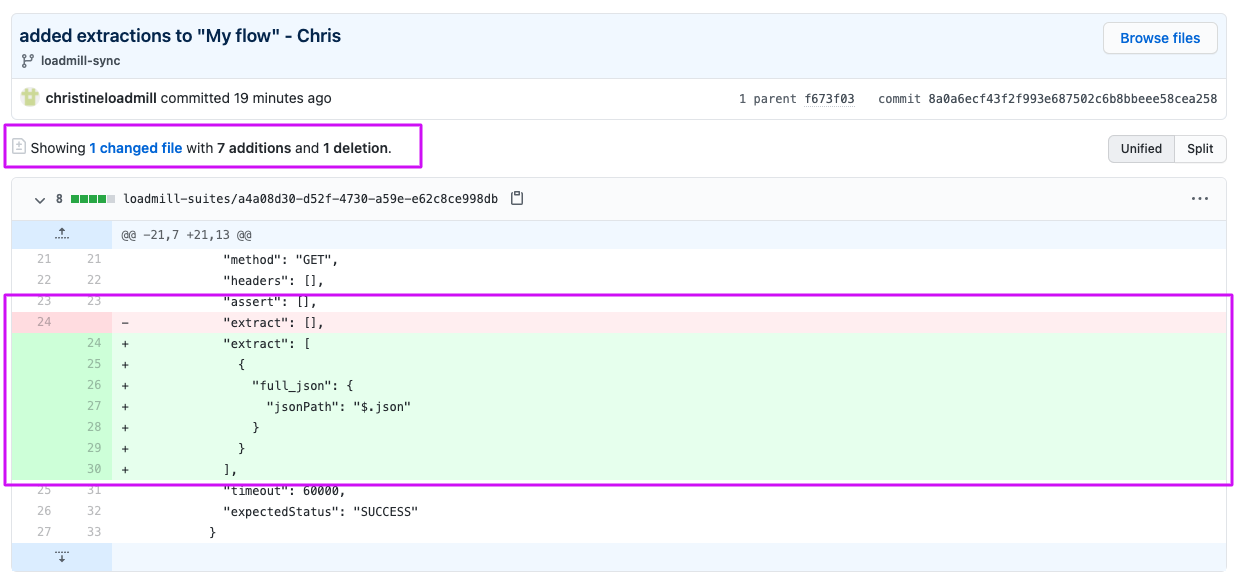 added extractions to "My flow" - Chris
Browse files
loadmill-sync
christineloadmill committed 19 minutes ago
1 parent f673f03 commit 8a0a6ecf43f2f993e687502c6b8bbeee58cea258
Showing 1 changed file with 7 additions and 1 deletion.
Unified Split
8 loadmill-suites/a4a08d30-d52f-4730-a59e-e62c8ce998db
@@ -21,7 +21,13 @@
21 21 "method": "GET",
22 22 "headers": [],
23 23 "assert": [],
24 - "extract": [],
24 + "extract": [
25 + {
26 + "full_json": {
27 + "jsonPath": "$.json"
28 + }
29 + }
30 + ],
25 31 "timeout": 60000,
26 32 "expectedStatus": "SUCCESS"
27 33 }